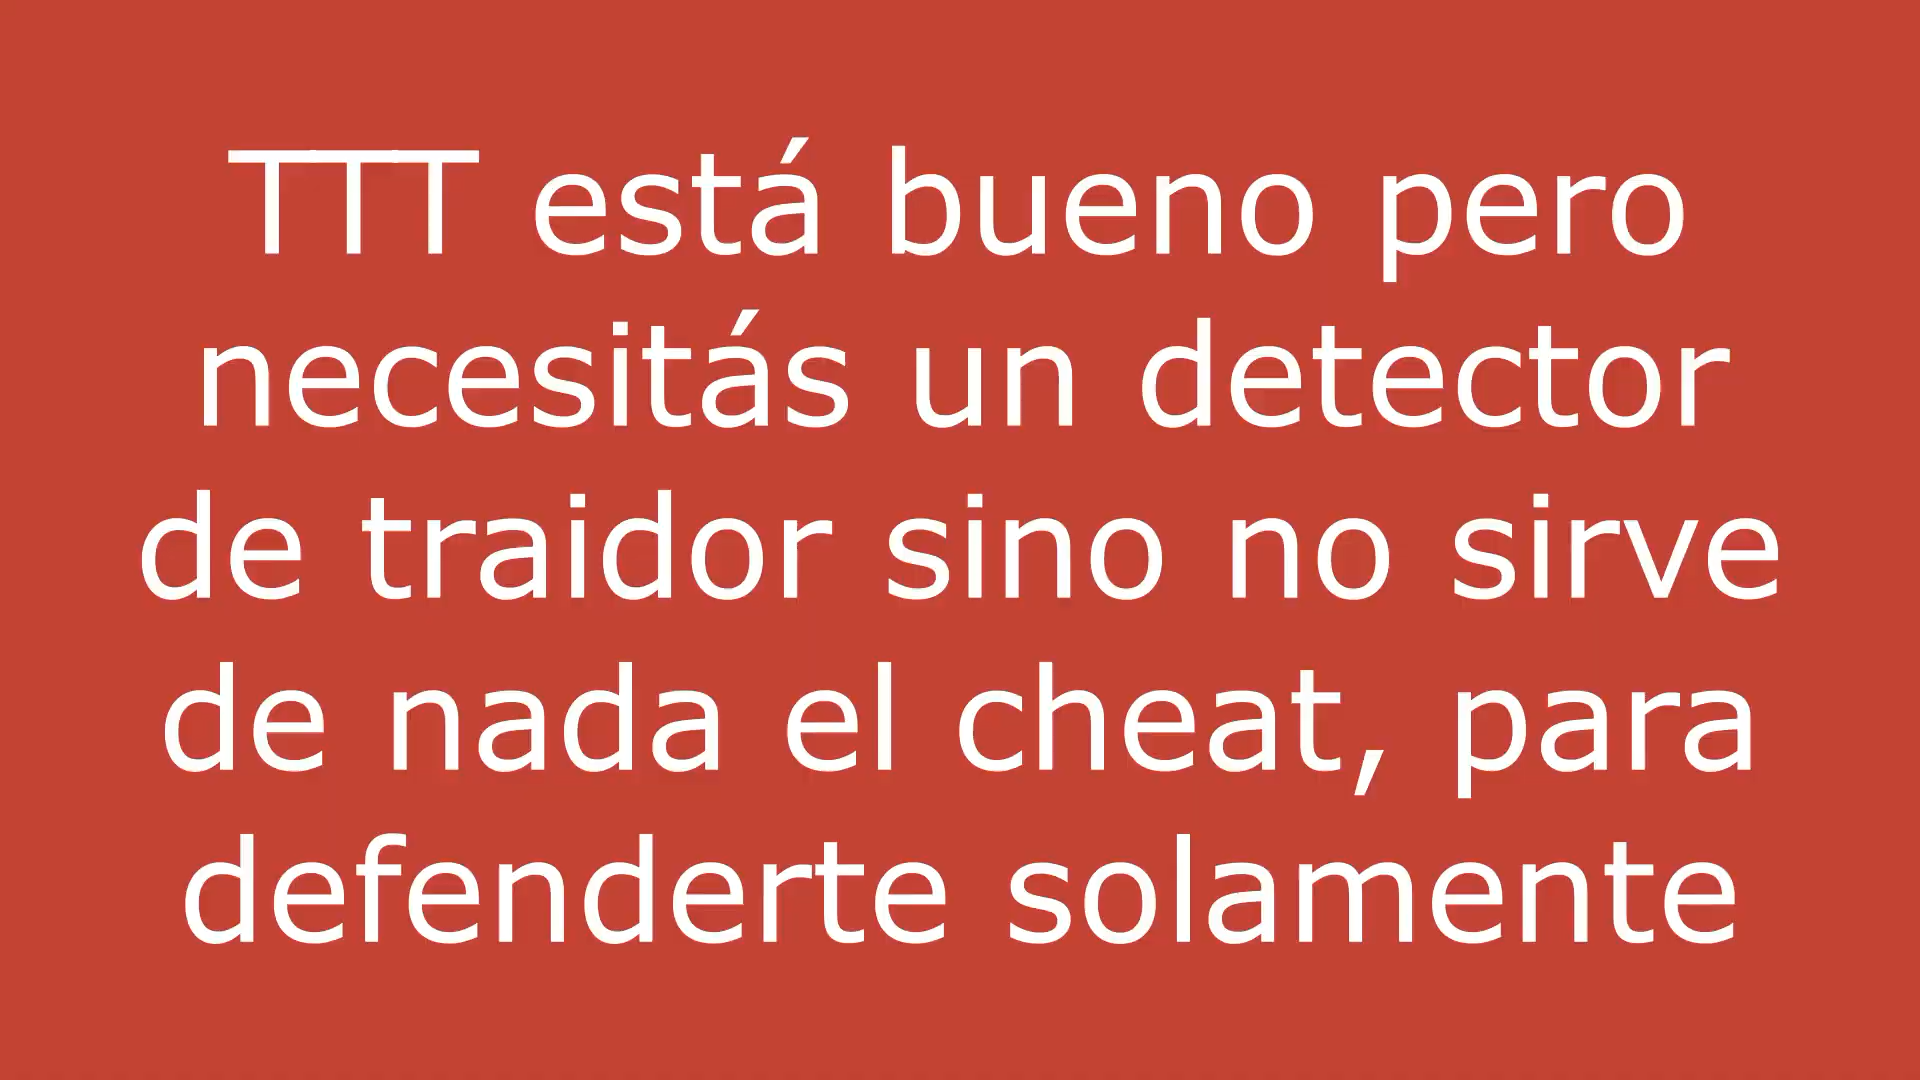 TTT está bueno pero
necesitás un detector
de traidor sino no sirve
de nada el cheat, para
defenderte solamente